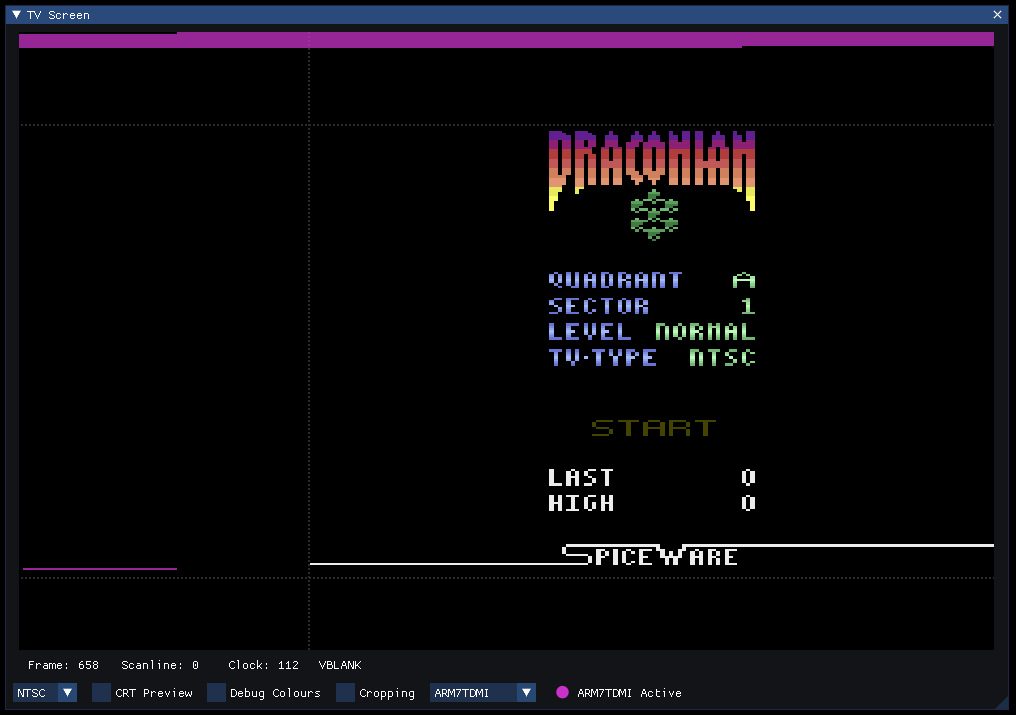 TV Screen
DRACONIAN
QUADRANT A
SECTOR 1
LEVEL NORMAL
TV-TYPE NTSC
START
LAST 0
HIGH 0
SPICEWARE
Frame: 658 Scanline: 0 Clock: 112 VBLANK
NTSC CRT Preview Debug Colours Cropping ARM7TDMI ARM7TDMI Active